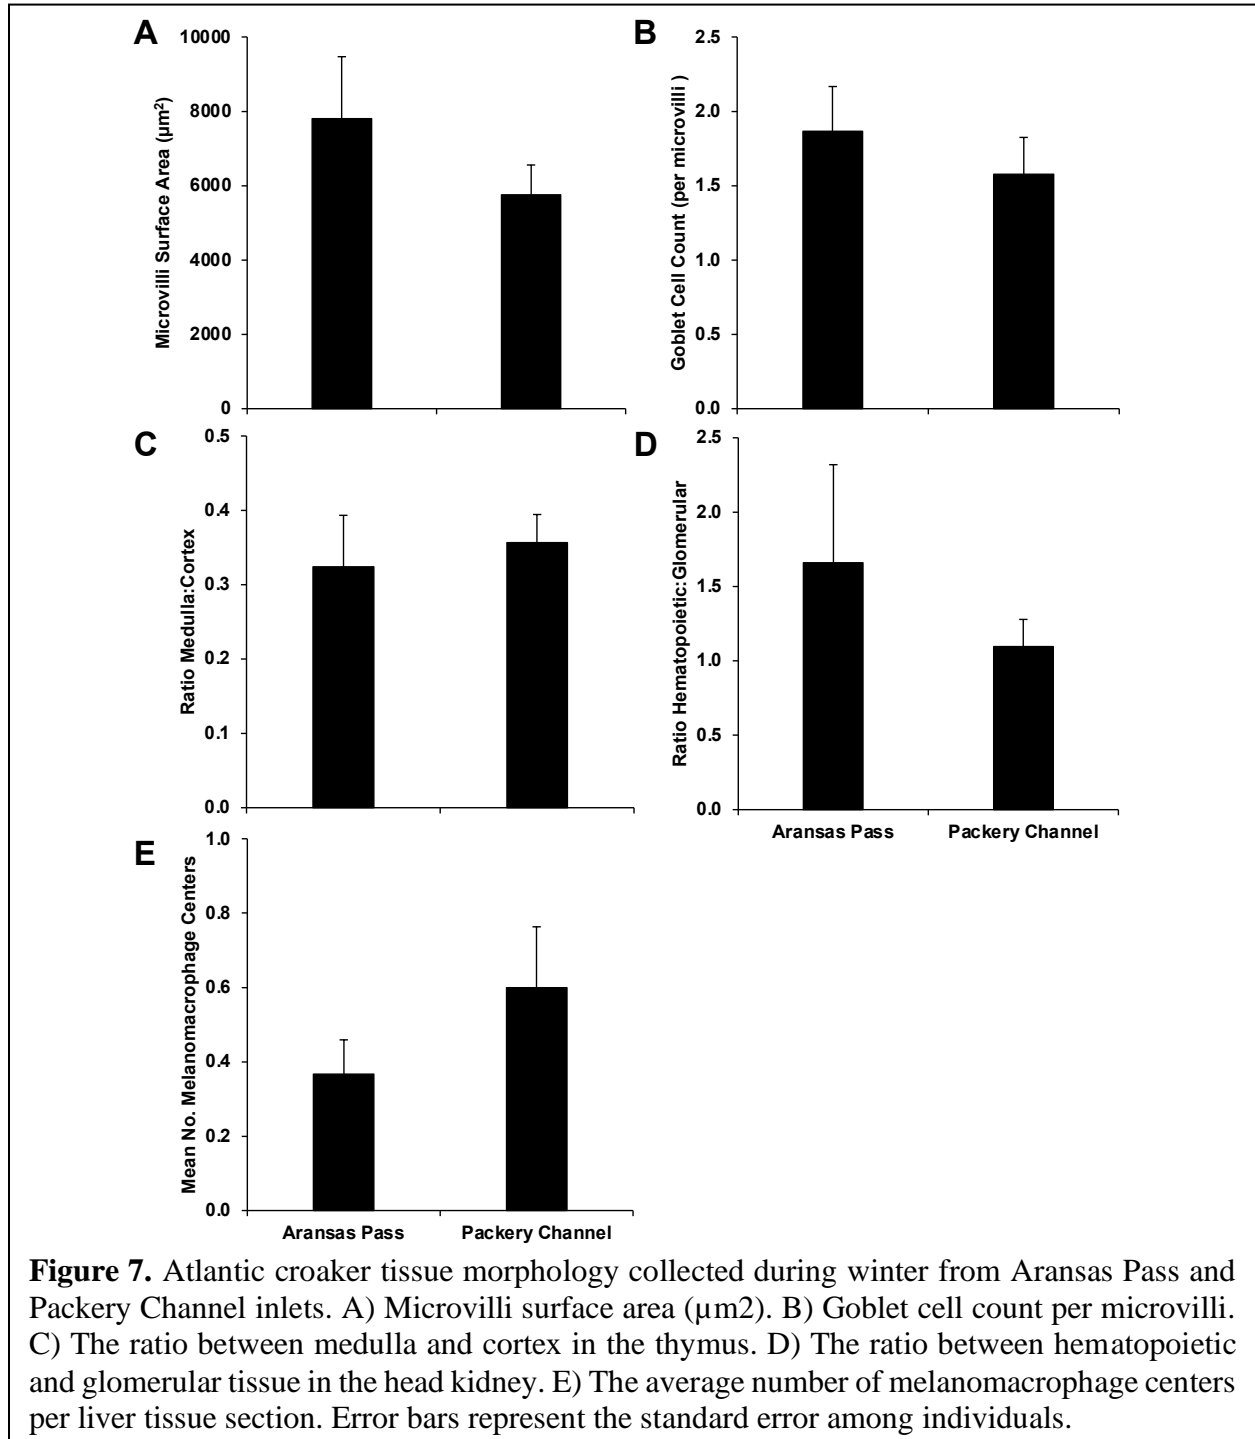 A
10000
8000
6000
4000
2000
0
Microvilli Surface Area (µm²)
B
2.5
2.0
1.5
1.0
0.5
0.0
Goblet Cell Count (per microvilli )
C
0.5
0.4
0.3
0.2
0.1
0.0
Ratio Medulla:Cortex
D
2.5
2.0
1.5
1.0
0.5
0.0
Ratio Hematopoietic:Glomerular
Aransas Pass
Packery Channel
E
1.0
0.8
0.6
0.4
0.2
0.0
Mean No. Melanomacrophage Centers
Aransas Pass
Packery Channel
Figure 7. Atlantic croaker tissue morphology collected during winter from Aransas Pass and
Packery Channel inlets. A) Microvilli surface area (µm2). B) Goblet cell count per microvilli.
C) The ratio between medulla and cortex in the thymus. D) The ratio between hematopoietic
and glomerular tissue in the head kidney. E) The average number of melanomacrophage centers
per liver tissue section. Error bars represent the standard error among individuals.